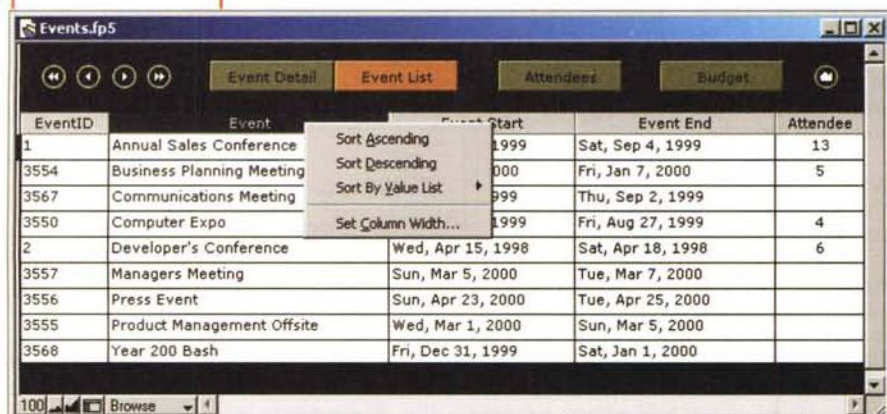 Events.fp5
Event Detail Event List Attendees Budget
EventID Event Event Start Event End Attendee
1 Annual Sales Conference 1999 Sat, Sep 4, 1999 13
Sort Ascending
3554 Business Planning Meeting 000 Fri, Jan 7, 2000 5
Sort Descending
3567 Communications Meeting 999 Thu, Sep 2, 1999
Sort By Value List
3550 Computer Expo 1999 Fri, Aug 27, 1999 4
Set Column Width...
2 Developer's Conference Wed, Apr 15, 1998 Sat, Apr 18, 1998 6
3557 Managers Meeting Sun, Mar 5, 2000 Tue, Mar 7, 2000
3556 Press Event Sun, Apr 23, 2000 Tue, Apr 25, 2000
3555 Product Management Offsite Wed, Mar 1, 2000 Sun, Mar 5, 2000
3568 Year 200 Bash Fri, Dec 31, 1999 Sat, Jan 1, 2000
100 Browse